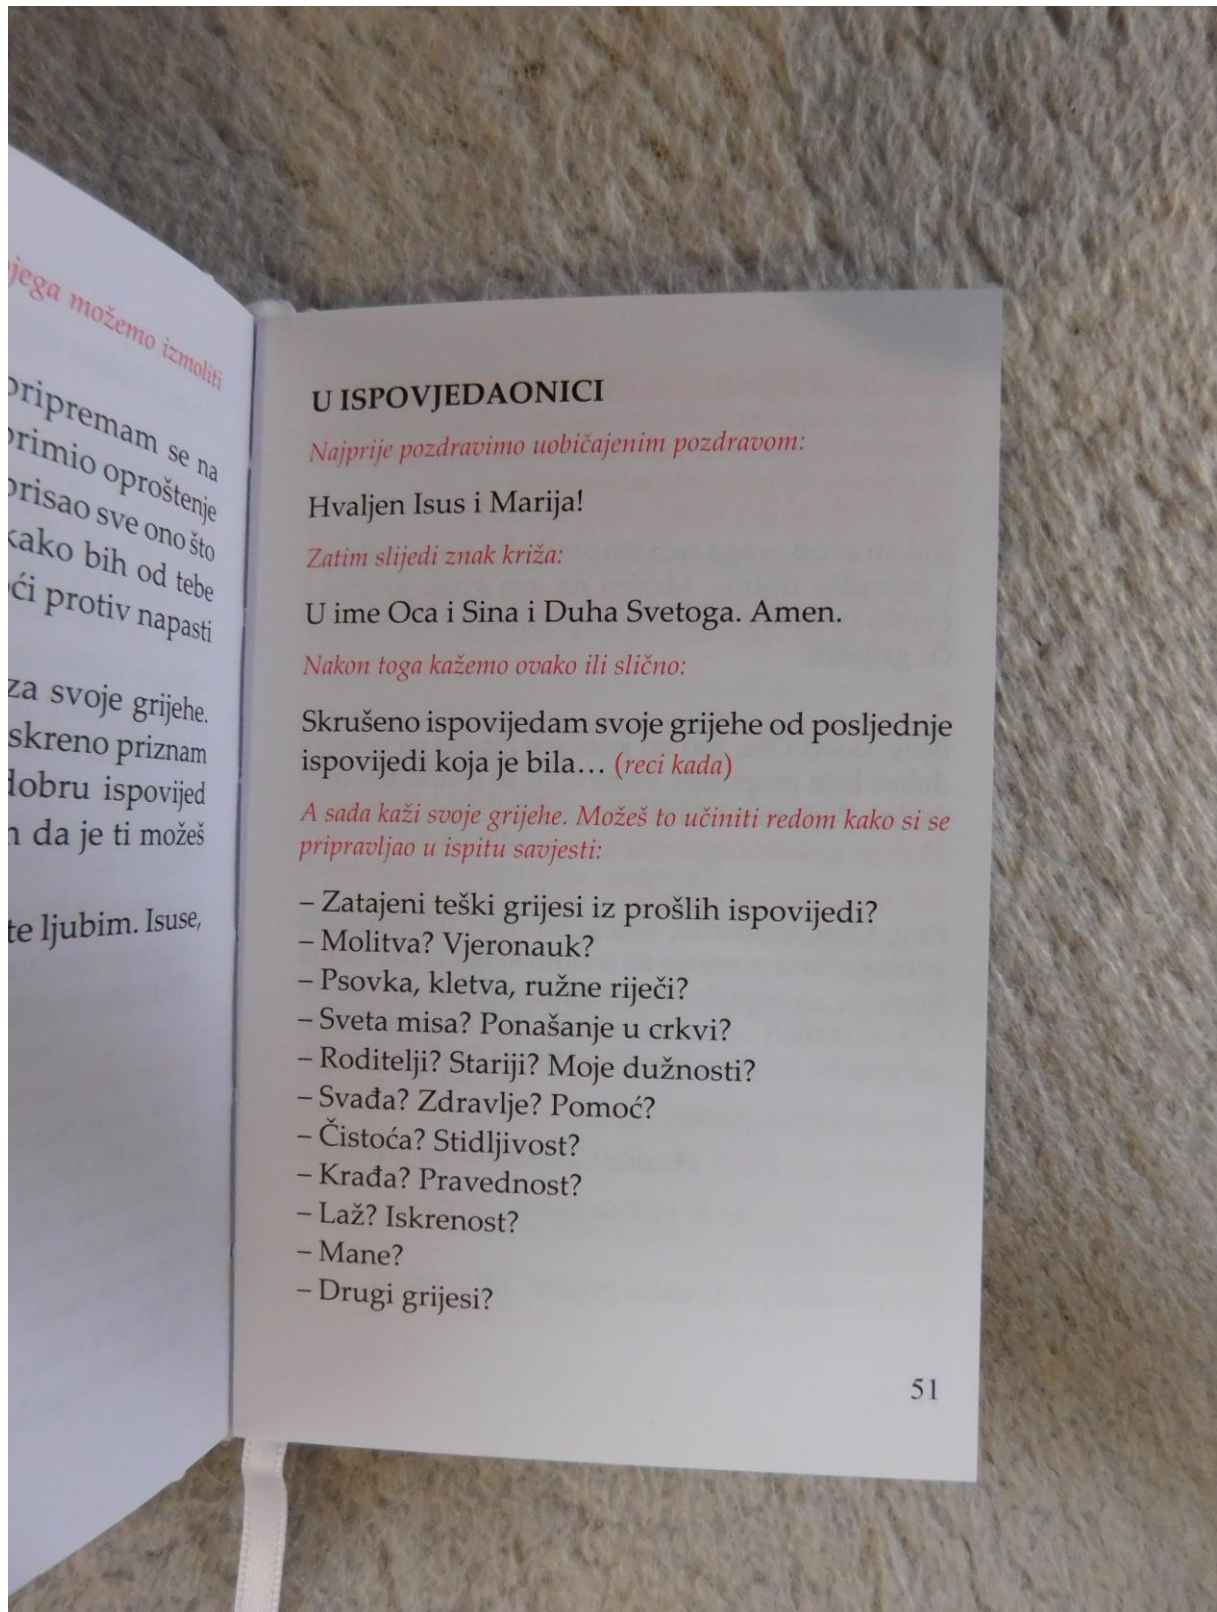 jega možemo izmoliti
pripremam se na
primio oproštenje
sao sve ono što
kako bih od tebe
ći protiv napasti
za svoje grijehe.
skreno priznam
dobru ispovijed
da je ti možeš
te ljubim. Isuse,
U ISPOVJEDAONICI
Najprije pozdravimo uobičajenim pozdravom:
Hvaljen Isus i Marija!
Zatim slijedi znak križa:
U ime Oca i Sina i Duha Svetoga. Amen.
Nakon toga kažemo ovako ili slično:
Skrušeno ispovijedam svoje grijehe od posljednje
ispovijedi koja je bila... (reci kada)
A sada kaži svoje grijehe. Možeš to učiniti redom kako si se
pripravljao u ispitu savjesti:
– Zatajeni teški grijesi iz prošlih ispovijedi?
– Molitva? Vjeronauk?
– Psovka, kletva, ružne riječi?
– Sveta misa? Ponašanje u crkvi?
– Roditelji? Stariji? Moje dužnosti?
– Svađa? Zdravlje? Pomoć?
– Čistoća? Stidljivost?
– Krađa? Pravednost?
– Laž? Iskrenost?
– Mane?
– Drugi grijesi?
51